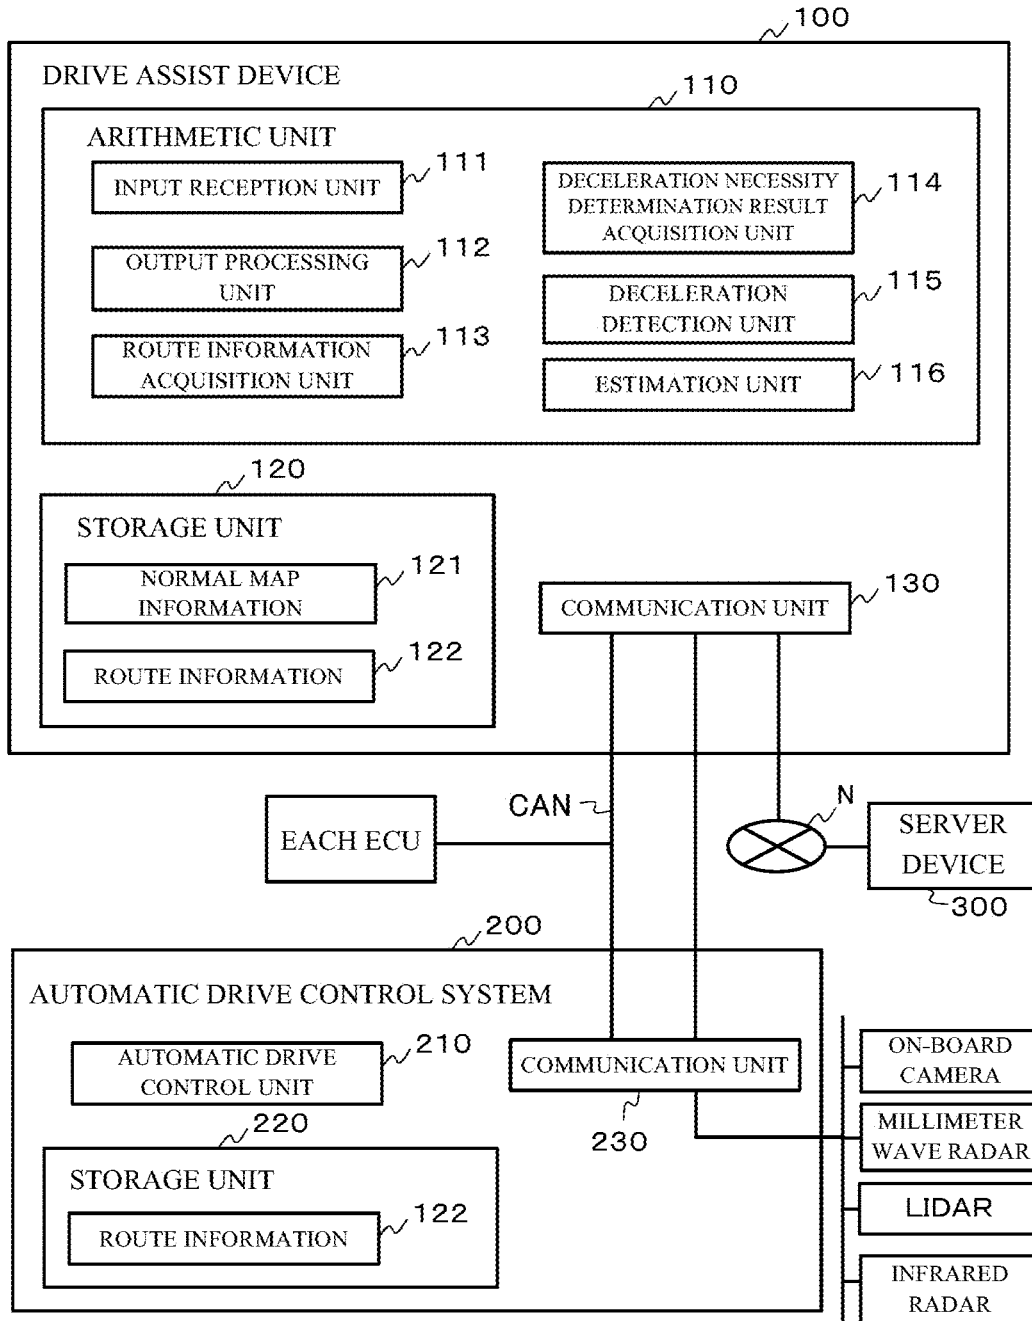 100
DRIVE ASSIST DEVICE
110
ARITHMETIC UNIT
INPUT RECEPTION UNIT
111
OUTPUT PROCESSING
UNIT
112
ROUTE INFORMATION
ACQUISITION UNIT
113
DECELERATION NECESSITY
DETERMINATION RESULT
ACQUISITION UNIT
114
DECELERATION
DETECTION UNIT
115
ESTIMATION UNIT
116
120
STORAGE UNIT
NORMAL MAP
INFORMATION
121
ROUTE INFORMATION
122
COMMUNICATION UNIT
130
EACH ECU
CAN
N
SERVER
DEVICE
300
200
AUTOMATIC DRIVE CONTROL SYSTEM
AUTOMATIC DRIVE
CONTROL UNIT
210
COMMUNICATION UNIT
230
220
STORAGE UNIT
ROUTE INFORMATION
122
ON-BOARD
CAMERA
MILLIMETER
WAVE RADAR
LIDAR
INFRARED
RADAR